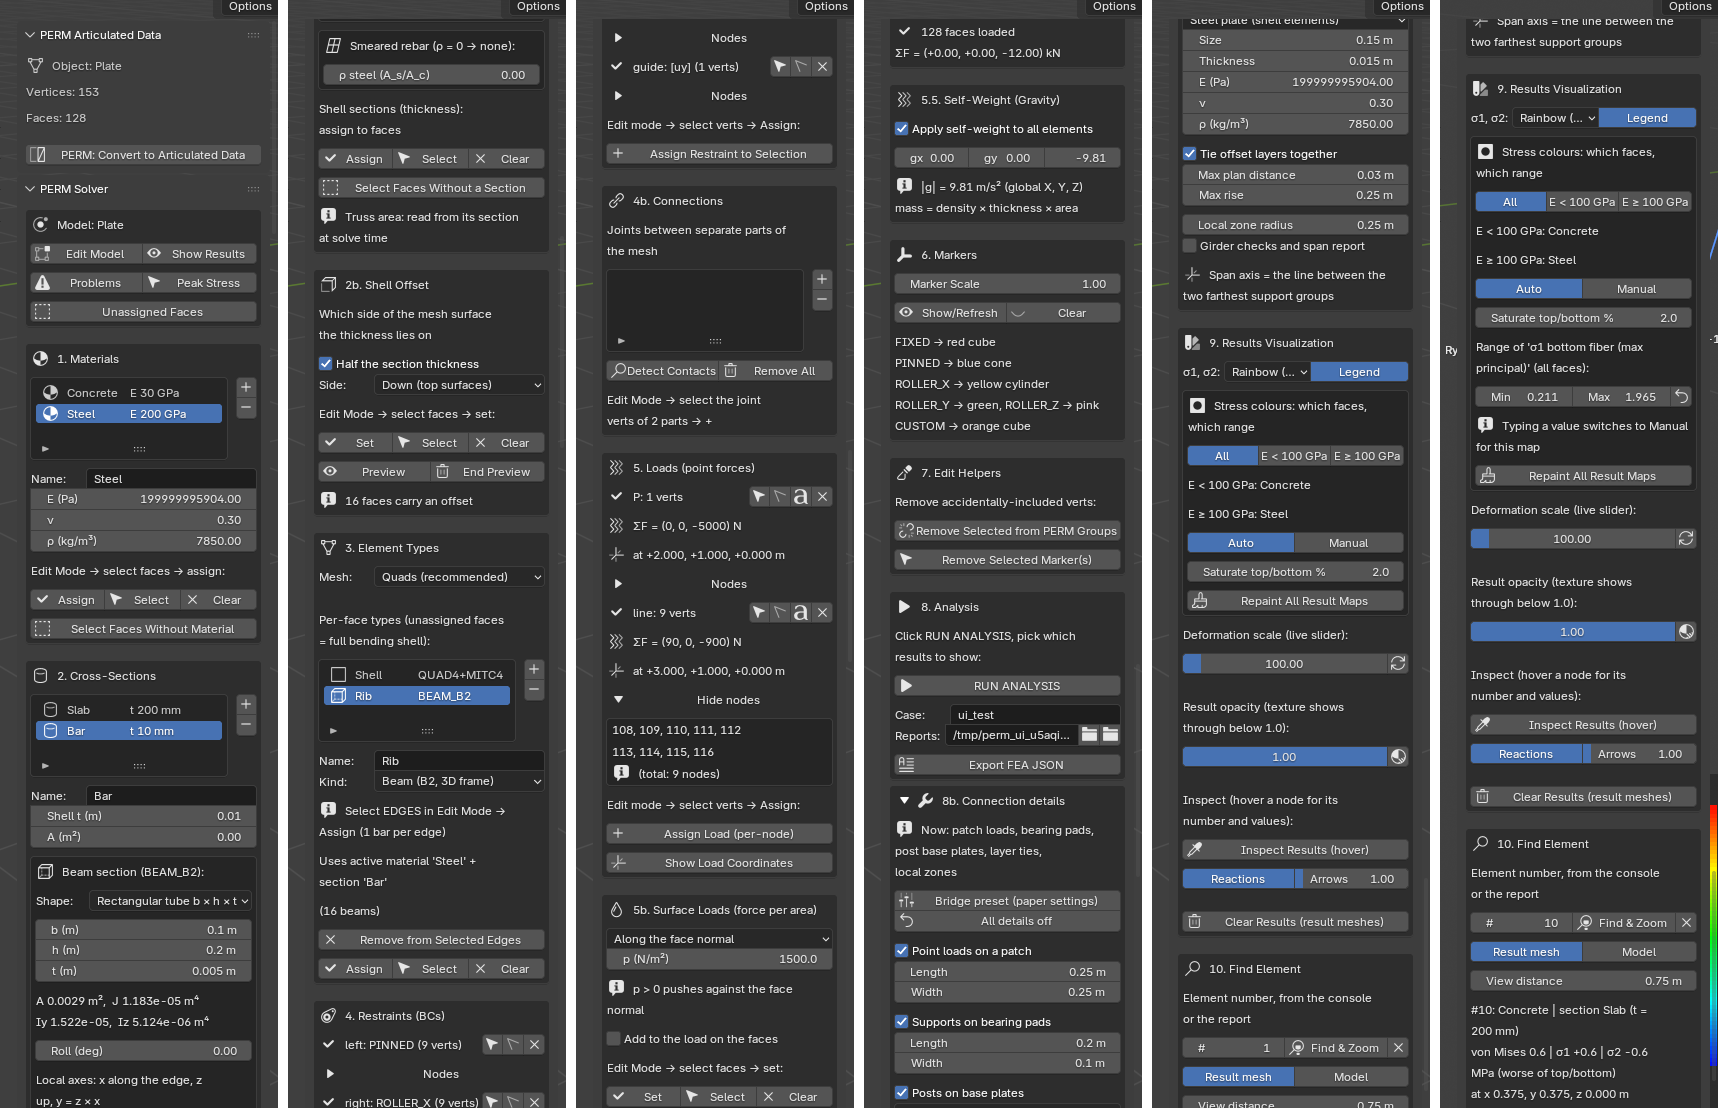 Options
PERM Articulated Data
Object: Plate
Vertices: 153
Faces: 128
PERM: Convert to Articulated Data
PERM Solver
Model: Plate
Edit Model
Show Results
Problems
Peak Stress
Unassigned Faces
1. Materials
Concrete E 30 GPa
Steel E 200 GPa
Name: Steel
E (Pa) 199999995904.00
ν 0.30
ρ (kg/m³) 7850.00
Edit Mode → select faces → assign:
Assign Select Clear
Select Faces Without Material
2. Cross-Sections
Slab t 200 mm
Bar t 10 mm
Name: Bar
Shell t (m) 0.01
A (m²) 0.00
Beam section (BEAM_B2):
Shape: Rectangular tube b × h × t
b (m) 0.1 m
h (m) 0.2 m
t (m) 0.005 m
A 0.0029 m², J 1.183e-05 m⁴
Iy 1.522e-05, Iz 5.124e-06 m⁴
Roll (deg) 0.00
Local axes: x along the edge, z
up, y = z × x
Options
Smeared rebar (ρ = 0 → none):
ρ steel (A_s/A_c) 0.00
Shell sections (thickness):
assign to faces
Assign Select Clear
Select Faces Without a Section
Truss area: read from its section
at solve time
2b. Shell Offset
Which side of the mesh surface
the thickness lies on
Half the section thickness
Side: Down (top surfaces)
Edit Mode → select faces → set:
Set Select Clear
Preview End Preview
16 faces carry an offset
3. Element Types
Mesh: Quads (recommended)
Per-face types (unassigned faces
= full bending shell):
Shell QUAD4+MITC4
Rib BEAM_B2
Name: Rib
Kind: Beam (B2, 3D frame)
Select EDGES in Edit Mode →
Assign (1 bar per edge)
Uses active material 'Steel' +
section 'Bar'
(16 beams)
Remove from Selected Edges
Assign Select Clear
4. Restraints (BCs)
left: PINNED (9 verts)
Nodes
right: ROLLER_X (9 verts)
Options
Nodes
guide: [uy] (1 verts)
Nodes
Edit mode → select verts → Assign:
Assign Restraint to Selection
4b. Connections
Joints between separate parts of
the mesh
Detect Contacts Remove All
Edit Mode → select the joint
verts of 2 parts → +
5. Loads (point forces)
P: 1 verts
ΣF = (0, 0, -5000) N
at +2.000, +1.000, +0.000 m
Nodes
line: 9 verts
ΣF = (90, 0, -900) N
at +3.000, +1.000, +0.000 m
Hide nodes
108, 109, 110, 111, 112
113, 114, 115, 116
(total: 9 nodes)
Edit mode → select verts → Assign:
Assign Load (per-node)
Show Load Coordinates
5b. Surface Loads (force per area)
Along the face normal
p (N/m²) 1500.0
p > 0 pushes against the face
normal
Add to the load on the faces
Edit Mode → select faces → set:
Set Select Clear
Options
128 faces loaded
ΣF = (+0.00, +0.00, -12.00) kN
5.5. Self-Weight (Gravity)
Apply self-weight to all elements
gx 0.00 gy 0.00 -9.81
|g| = 9.81 m/s² (global X, Y, Z)
mass = density × thickness × area
6. Markers
Marker Scale 1.00
Show/Refresh Clear
FIXED → red cube
PINNED → blue cone
ROLLER_X → yellow cylinder
ROLLER_Y → green, ROLLER_Z → pink
CUSTOM → orange cube
7. Edit Helpers
Remove accidentally-included verts:
Remove Selected from PERM Groups
Remove Selected Marker(s)
8. Analysis
Click RUN ANALYSIS, pick which
results to show:
RUN ANALYSIS
Case: ui_test
Reports: /tmp/perm_ui_u5aqi...
Export FEA JSON
8b. Connection details
Now: patch loads, bearing pads,
post base plates, layer ties,
local zones
Bridge preset (paper settings)
All details off
Point loads on a patch
Length 0.25 m
Width 0.25 m
Supports on bearing pads
Length 0.2 m
Width 0.1 m
Posts on base plates
Options
Steel plate (shell elements)
Size 0.15 m
Thickness 0.015 m
E (Pa) 199999995904.00
ν 0.30
ρ (kg/m³) 7850.00
Tie offset layers together
Max plan distance 0.03 m
Max rise 0.25 m
Local zone radius 0.25 m
Girder checks and span report
Span axis = the line between the
two farthest support groups
9. Results Visualization
σ1, σ2: Rainbow (... Legend
Stress colours: which faces,
which range
All E < 100 GPa E ≥ 100 GPa
E < 100 GPa: Concrete
E ≥ 100 GPa: Steel
Auto Manual
Saturate top/bottom % 2.0
Repaint All Result Maps
Deformation scale (live slider):
100.00
Result opacity (texture shows
through below 1.0):
1.00
Inspect (hover a node for its
number and values):
Inspect Results (hover)
Reactions Arrows 1.00
Clear Results (result meshes)
10. Find Element
Element number, from the console
or the report
# 1 Find & Zoom
Result mesh Model
View distance 0.75 m
Options
Span axis = the line between the
two farthest support groups
9. Results Visualization
σ1, σ2: Rainbow (... Legend
Stress colours: which faces,
which range
All E < 100 GPa E ≥ 100 GPa
E < 100 GPa: Concrete
E ≥ 100 GPa: Steel
Auto Manual
Saturate top/bottom % 2.0
Ry
Range of 'σ1 bottom fiber (max
principal)' (all faces):
Min 0.211 Max 1.965
Typing a value switches to Manual
for this map
Repaint All Result Maps
Deformation scale (live slider):
100.00
Result opacity (texture shows
through below 1.0):
1.00
Inspect (hover a node for its
number and values):
Inspect Results (hover)
Reactions Arrows 1.00
Clear Results (result meshes)
10. Find Element
Element number, from the console
or the report
# 10 Find & Zoom
Result mesh Model
View distance 0.75 m
#10: Concrete | section Slab (t =
200 mm)
von Mises 0.6 | σ1 +0.6 | σ2 -0.6
MPa (worse of top/bottom)
at x 0.375, y 0.375, z 0.000 m